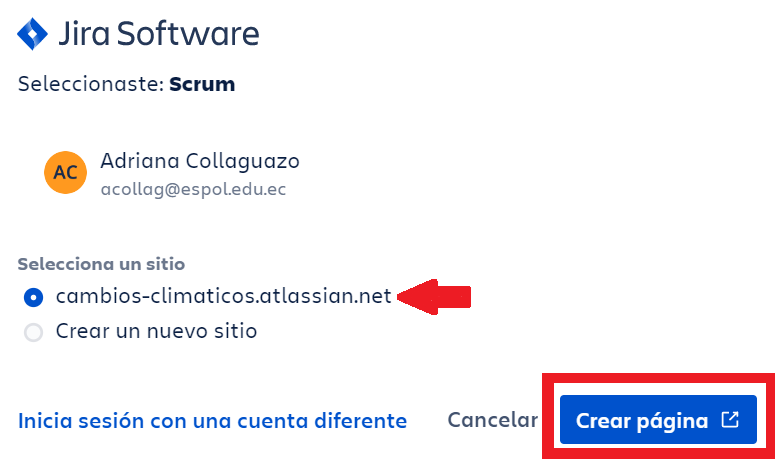 Jira Software
Seleccionaste: Scrum
AC
Adriana Collaguazo
acollag@espol.edu.ec
Selecciona un sitio
cambios-climaticos.atlassian.net
Crear un nuevo sitio
Inicia sesión con una cuenta diferente Cancelar Crear página